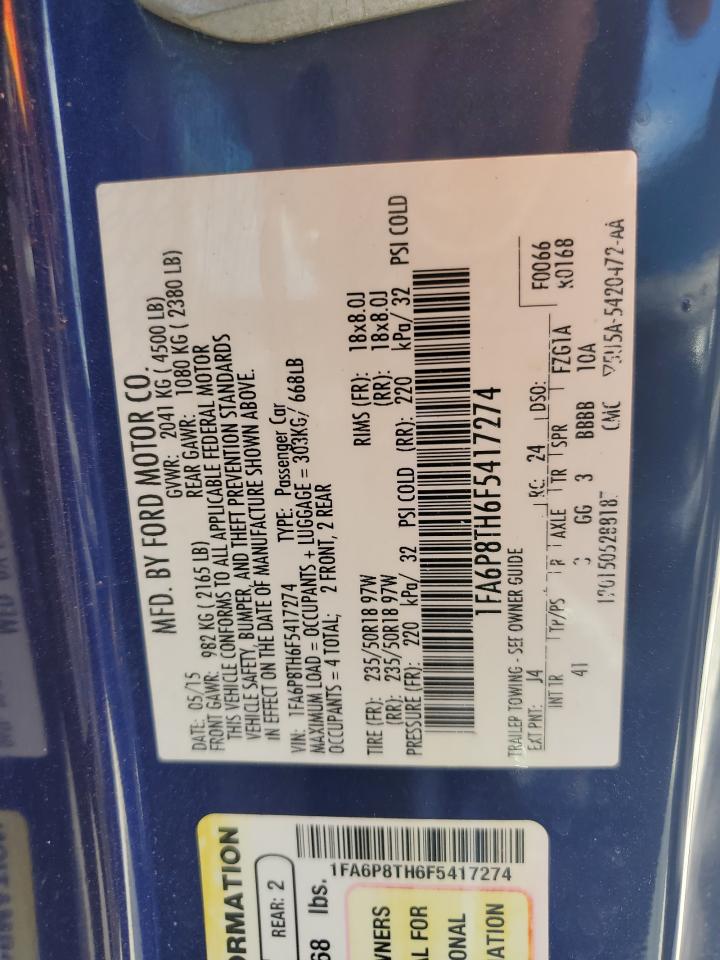 MFD. BY FORD MOTOR CO.
DATE: 05/15 GVWR: 2041 KG ( 4500 LB)
FRONT GAWR: 982 KG ( 2165 LB) REAR GAWR: 1080 KG ( 2380 LB)
THIS VEHICLE CONFORMS TO ALL APPLICABLE FEDERAL MOTOR
VEHICLE SAFETY, BUMPER, AND THEFT PREVENTION STANDARDS
IN EFFECT ON THE DATE OF MANUFACTURE SHOWN ABOVE.
VIN: 1FA6P8TH6F5417274 TYPE: Passenger Car
MAXIMUM LOAD = OCCUPANTS + LUGGAGE = 303KG/ 668LB
OCCUPANTS = 4 TOTAL; 2 FRONT, 2 REAR
TIRE (FR): 235/50R18 97W RIMS (FR): 18x8.0J
(RR): 235/50R18 97W (RR): 18x8.0J
PRESSURE (FR): 220 kPa/ 32 PSI COLD (RR): 220 kPa/ 32 PSI COLD
1FA6P8TH6F5417274
TRAILER TOWING - SEE OWNER GUIDE
EXT PNT: J4 RC: 24 DSO: F0066
INT TR TP/PS R AXLE TR SPR FZG1A
41 GG 3 BBBB 10A
CMC
ORMATION
REAR: 2
68 lbs.
1FA6P8TH6F5417274
WNERS
AL FOR
ONAL
ATION